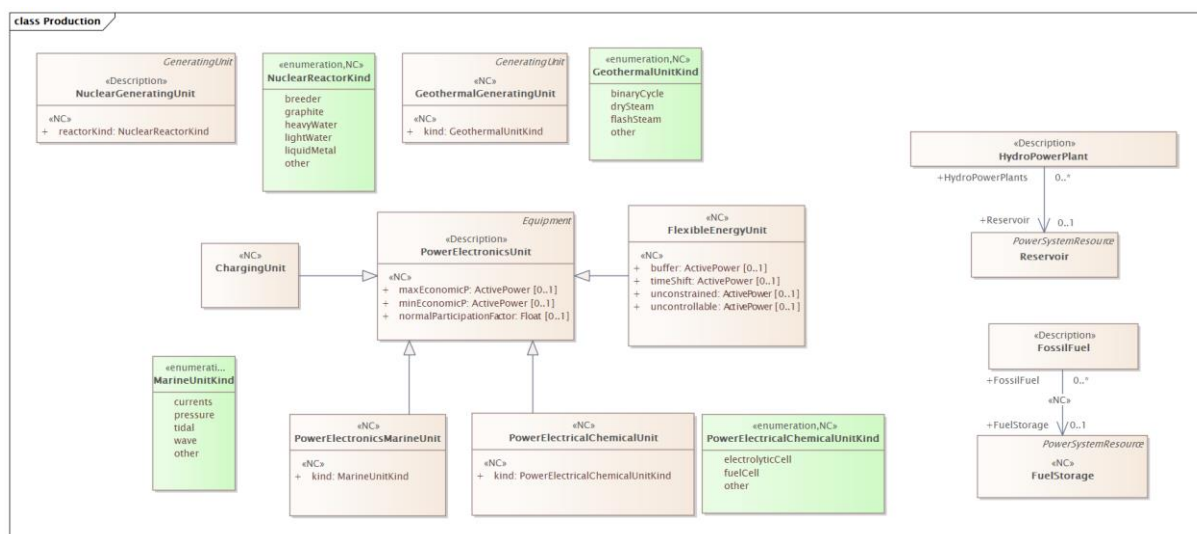 class Production
GeneratingUnit
«Description»
NuclearGeneratingUnit
«NC»
+ reactorKind: NuclearReactorKind
«enumeration,NC»
NuclearReactorKind
breeder
graphite
heavyWater
lightWater
liquidMetal
other
GeneratingUnit
«NC»
GeothermalGeneratingUnit
«NC»
+ kind: GeothermalUnitKind
«enumeration,NC»
GeothermalUnitKind
binaryCycle
drySteam
flashSteam
other
«Description»
HydroPowerPlant
+HydroPowerPlants 0..*
+Reservoir 0..1
PowerSystemResource
Reservoir
«NC»
ChargingUnit
Equipment
«Description»
PowerElectronicsUnit
«NC»
+ maxEconomicP: ActivePower [0..1]
+ minEconomicP: ActivePower [0..1]
+ normalParticipationFactor: Float [0..1]
«NC»
FlexibleEnergyUnit
«NC»
+ buffer: ActivePower [0..1]
+ timeShift: ActivePower [0..1]
+ unconstrained: ActivePower [0..1]
+ uncontrollable: ActivePower [0..1]
«Description»
FossilFuel
+FossilFuel 0..*
«NC»
+FuelStorage 0..1
PowerSystemResource
«NC»
FuelStorage
«enumerati...
MarineUnitKind
currents
pressure
tidal
wave
other
«NC»
PowerElectronicsMarineUnit
«NC»
+ kind: MarineUnitKind
«NC»
PowerElectricalChemicalUnit
«NC»
+ kind: PowerElectricalChemicalUnitKind
«enumeration,NC»
PowerElectricalChemicalUnitKind
electrolyticCell
fuelCell
other